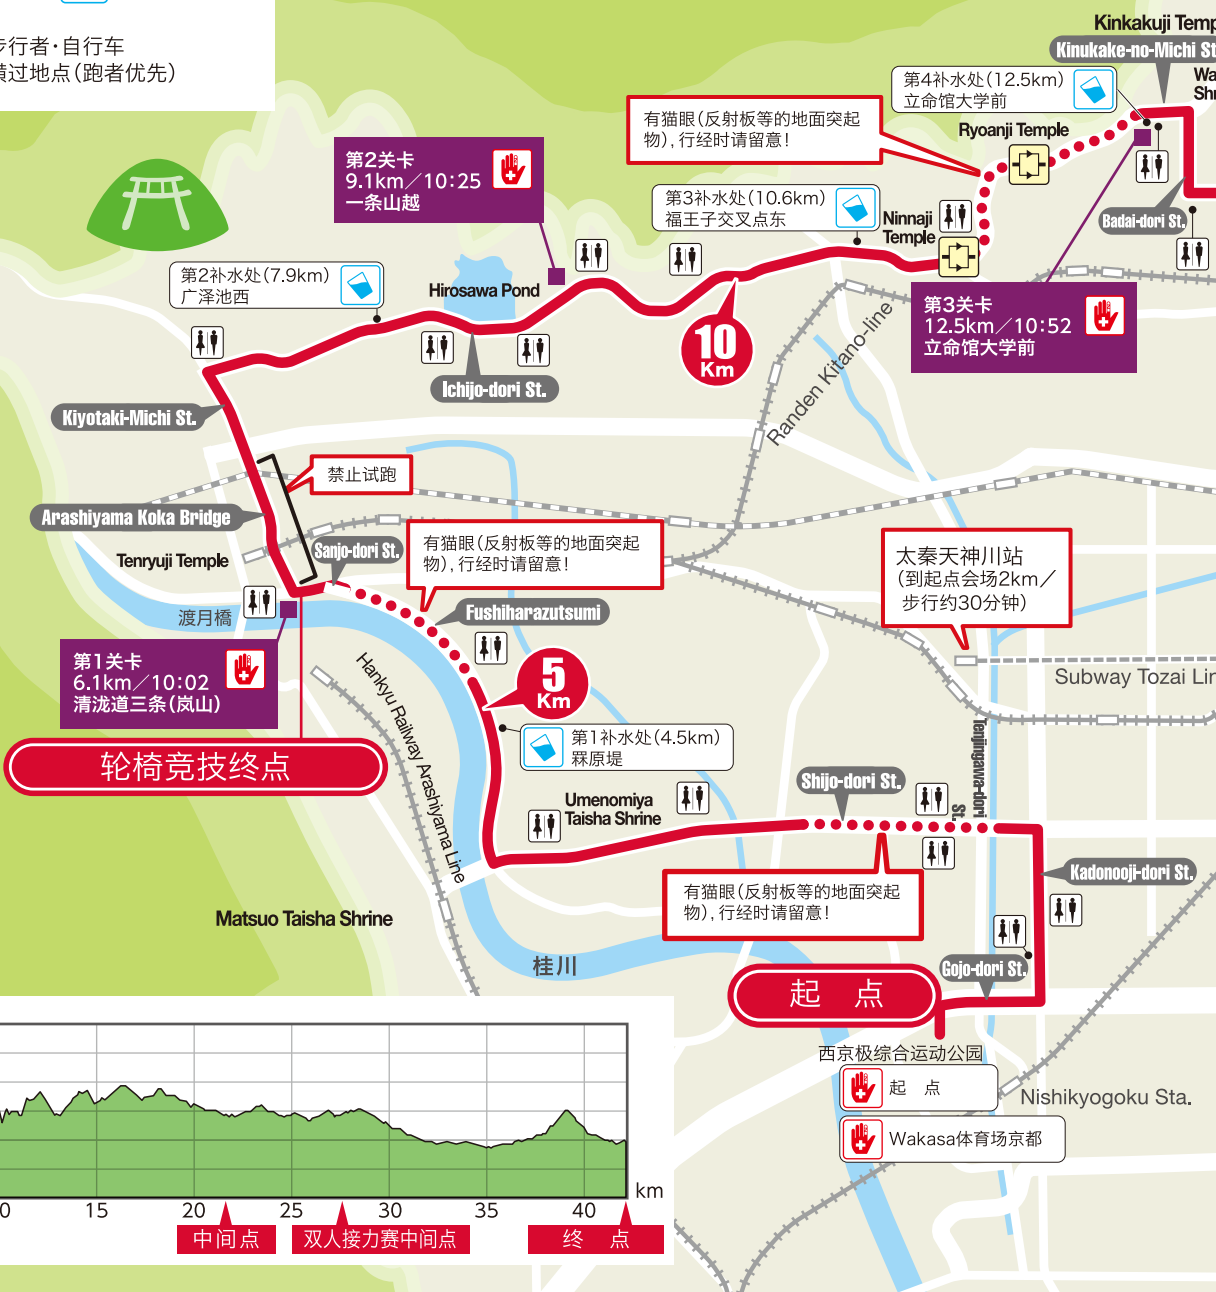 步行者・自行车
横过地点（跑者优先）
Kinkakuji Temp
Kinukake-no-Michi St
Wa
Shr
第4补水处（12.5km）
立命馆大学前
有猫眼（反射板等的地面突起
物），行经时请留意！
Ryoanji Temple
第2关卡
9.1km／10:25
一条山越
第3补水处（10.6km）
福王子交叉点东
Ninnaji
Temple
Badai-dori St.
第2补水处（7.9km）
广泽池西
Hirosawa Pond
第3关卡
12.5km／10:52
立命馆大学前
10
Km
Randen Kitano-line
Ichijo-dori St.
Kiyotaki-Michi St.
禁止试跑
Arashiyama Koka Bridge
Tenryuji Temple
Sanjo-dori St.
有猫眼（反射板等的地面突起
物），行经时请留意！
太秦天神川站
（到起点会场2km／
步行约30分钟）
渡月橋
Fushiharazutsumi
第1关卡
6.1km／10:02
清泷道三条（岚山）
Hankyu Railway Arashiyama Line
5
Km
Subway Tozai Lin
第1补水处（4.5km）
罧原堤
轮椅竞技终点
Tenjingawa-dori
St.
Shijo-dori St.
Umenomiya
Taisha Shrine
Kadonooji-dori St.
有猫眼（反射板等的地面突起
物），行经时请留意！
Matsuo Taisha Shrine
桂川
Gojo-dori St.
起　点
西京极综合运动公园
起　点
Nishikyogoku Sta.
Wakasa体育场京都
0 15 20 25 30 35 40 km
中间点 双人接力赛中间点 终　点